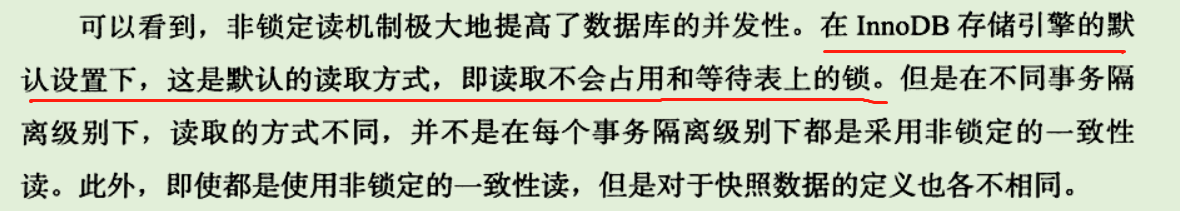 可以看到，非锁定读机制极大地提高了数据库的并发性。在 InnoDB 存储引擎的默
认设置下，这是默认的读取方式，即读取不会占用和等待表上的锁。但是在不同事务隔
离级别下，读取的方式不同，并不是在每个事务隔离级别下都是采用非锁定的一致性
读。此外，即使都是使用非锁定的一致性读，但是对于快照数据的定义也各不相同。